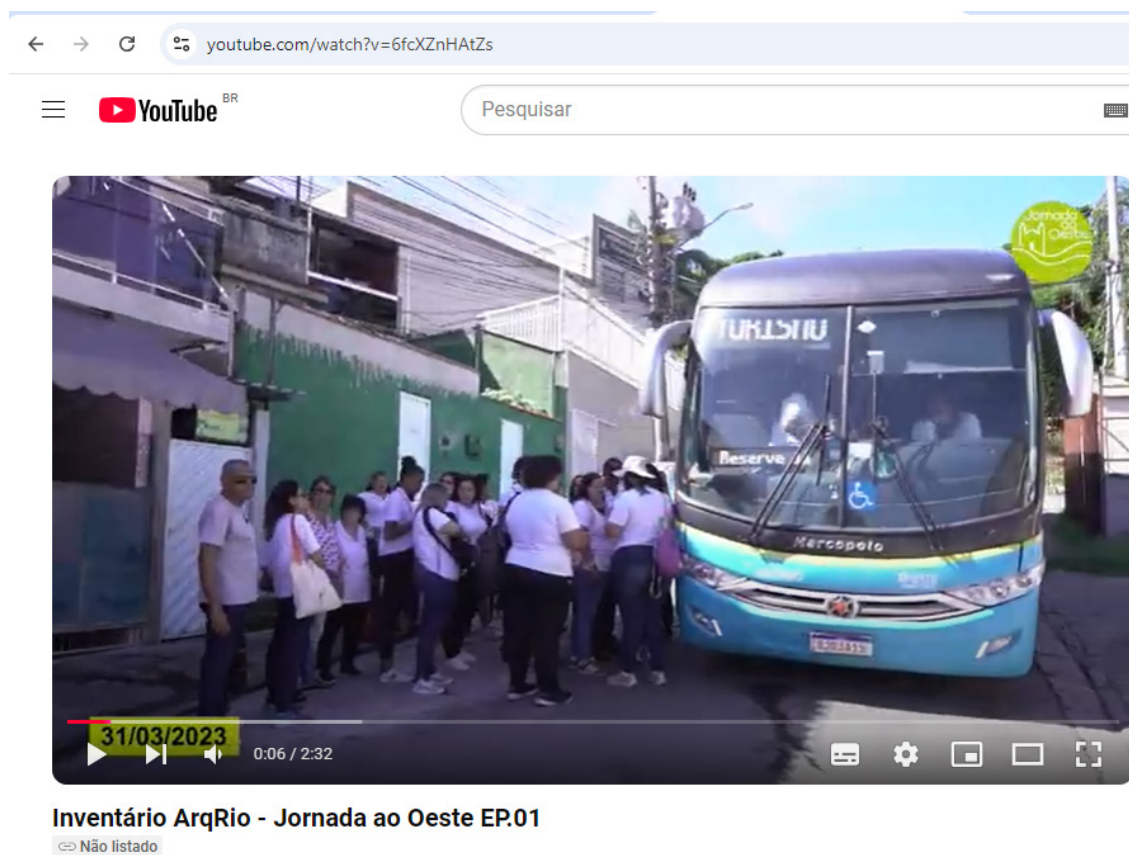 youtube.com/watch?v=6fcXZnHAtZs
YouTube BR
Pesquisar
Jornada
ao
Oeste
TURISMO
Reserve
Marcopolo
31/03/2023
0:06 / 2:32
Inventário ArqRio - Jornada ao Oeste EP.01
Não listado